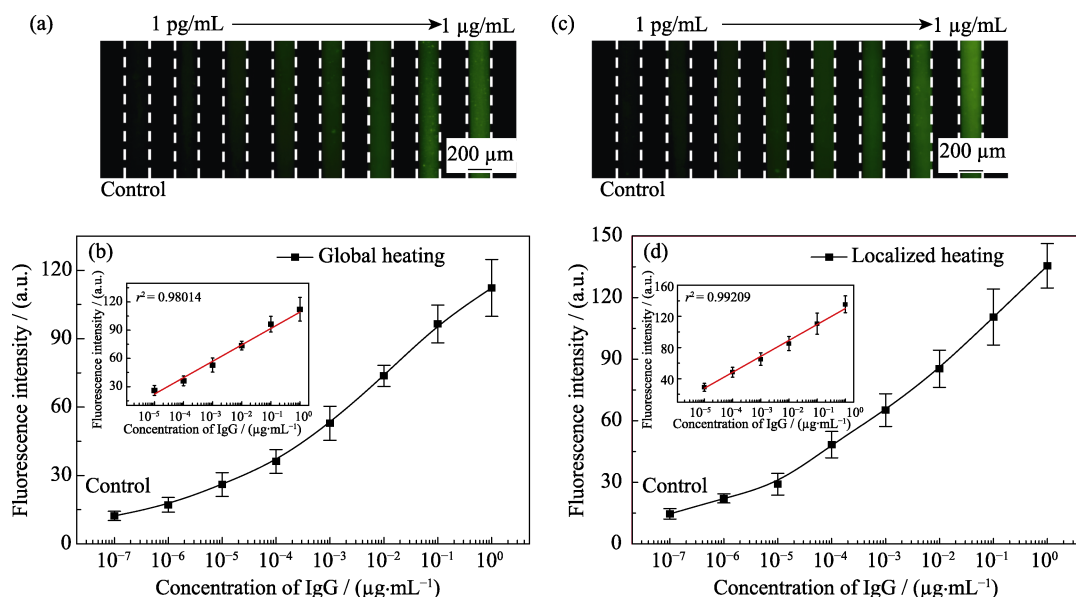 (a)
1 pg/mL
1 µg/mL
200 µm
Control
(b)
Global heating
120
90
60
30
0
Fluorescence intensity / (a.u.)
Control
10⁻⁷ 10⁻⁶ 10⁻⁵ 10⁻⁴ 10⁻³ 10⁻² 10⁻¹ 10⁰
Concentration of IgG / (µg·mL⁻¹)
r² = 0.98014
120
90
60
30
Fluorescence intensity / (a.u.)
10⁻⁵ 10⁻⁴ 10⁻³ 10⁻² 10⁻¹ 10⁰
Concentration of IgG / (µg·mL⁻¹)
(c)
1 pg/mL
1 µg/mL
200 µm
Control
(d)
Localized heating
150
120
90
60
30
0
Fluorescence intensity / (a.u.)
Control
10⁻⁷ 10⁻⁶ 10⁻⁵ 10⁻⁴ 10⁻³ 10⁻² 10⁻¹ 10⁰
Concentration of IgG / (µg·mL⁻¹)
r² = 0.99209
160
120
80
40
Fluorescence intensity / (a.u.)
10⁻⁵ 10⁻⁴ 10⁻³ 10⁻² 10⁻¹ 10⁰
Concentration of IgG / (µg·mL⁻¹)